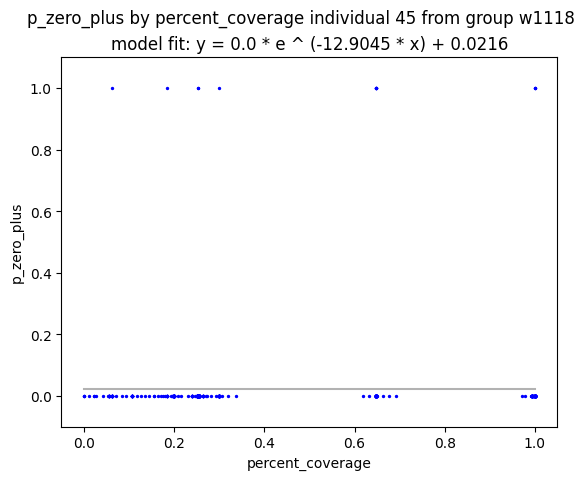 p_zero_plus by percent_coverage individual 45 from group w1118
model fit: y = 0.0 * e ^ (-12.9045 * x) + 0.0216
1.0
0.8
0.6
0.4
0.2
0.0
p_zero_plus
0.0 0.2 0.4 0.6 0.8 1.0
percent_coverage